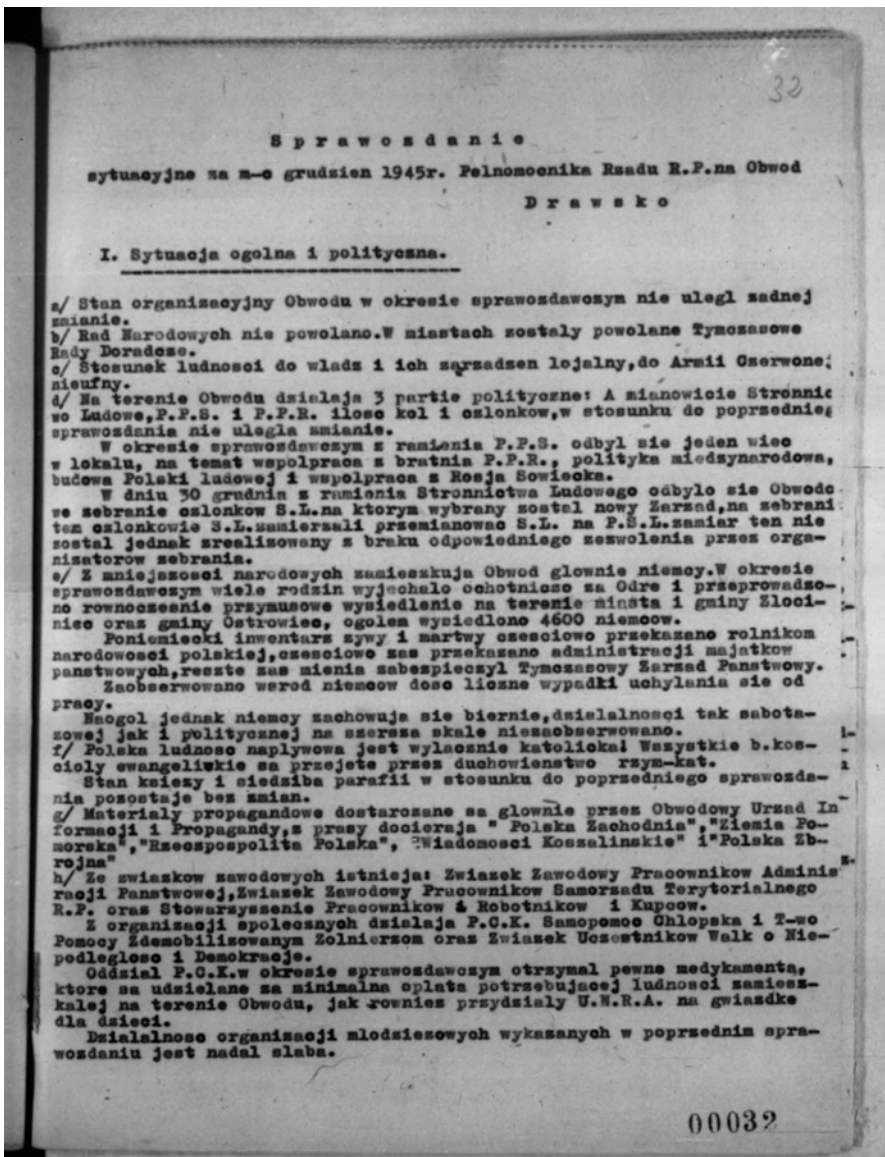 32
S p r a w o z d a n i e
sytuacyjne za m-c grudzien 1945r. Pelnomocnika Rzadu R.P.na Obwod
D r a w s k o
I. Sytuacja ogolna i polityczna.
a/ Stan organizacyjny Obwodu w okresie sprawozdawczym nie ulegl zadnej
zmianie.
b/ Rad Narodowych nie powolano.W miastach zostaly powolane Tymczasowe
Rady Doradcze.
c/ Stosunek ludnosci do wladz i ich zarzadzen lojalny,do Armii Czerwonej
nieufny.
d/ Na terenie Obwodu dzialaja 3 partie polityczne: A mianowicie Stronnic
wo Ludowe,P.P.S. i P.P.R. ilosc kol i czlonkow,w stosunku do poprzednieg
sprawozdania nie ulegla zmianie.
W okresie sprawozdawczym z ramienia P.P.S. odbyl sie jeden wiec
w lokalu, na temat wspolpraca z bratnia P.P.R., polityka miedzynarodowa,
budowa Polski ludowej i wspolpraca z Rosja Sowiecka.
W dniu 30 grudnia z ramienia Stronnictwa Ludowego odbylo sie Obwodo
we zebranie czlonkow S.L.na ktorym wybrany zostal nowy Zarzad,na zebrani
tem czlonkowie S.L.zamierzali przemianowac S.L. na P.S.L.zamiar ten nie
zostal jednak zrealizowany z braku odpowiedniego zezwolenia przez orga-
nizatorow zebrania.
e/ Z mniejszosci narodowych zamieszkuja Obwod glownie niemcy.W okresie
sprawozdawczym wiele rodzin wyjechalo ochotniczo za Odre i przeprowadzo-
no rownoczesnie przymusowe wysiedlenie na terenie miasta i gminy Zloci-
niec oraz gminy Ostrowiec, ogolem wysiedlono 4600 niemcow.
Poniemiecki inwentarz zywy i martwy czesciowo przekazano rolnikom
narodowosci polskiej,czesciowo zas przekazano administracji majatkow
panstwowych,reszte zas mienia zabezpieczyl Tymczasowy Zarzad Panstwowy.
Zaobserwowano wsrod niemcow dosc liczne wypadki uchylania sie od
pracy.
Naogol jednak niemcy zachowuja sie biernie,dzialalnosci tak sabota-
zowej jak i politycznej na szersza skale niezaobserwowano.
f/ Polska ludnosc naplywowa jest wylacznie katolicka! Wszystkie b.kos-
cioly ewangeliskie sa przejete przez duchowienstwo rzym-kat.
Stan ksiezy i siedziba parafii w stosunku do poprzedniego sprawozda-
nia pozostaje bez zmian.
g/ Materialy propagandowe dostarczane sa glownie przez Obwodowy Urzad In
formacji i Propagandy,z prasy docieraja " Polska Zachodnia","Ziemia Po-
morska","Rzeczpospolita Polska", "Wiadomosci Koszalinskie" i"Polska Zb-
rojna"
h/ Ze zwiazkow zawodowych istnieja: Zwiazek Zawodowy Pracownikow Adminis
racji Panstwowej,Zwiazek Zawodowy Pracownikow Samorzadu Terytorialnego
R.P. oraz Stowarzyszenie Pracownikow & Robotnikow i Kupcow.
Z organizacji spolecznych dzialaja P.C.K. Samopomoc Chlopska i T-wo
Pomocy Zdemobilizowanym Zolnierzom oraz Zwiazek Uczestnikow Walk o Nie-
podleglosc i Demokracje.
Oddzial P.C.K.w okresie sprawozdawczym otrzymal pewne medykamenta,
ktore sa udzielane za minimalna oplata potrzebujacej ludnosci zamiesz-
kalej na terenie Obwodu, jak rowniez przydzialy U.N.R.A. na gwiazdke
dla dzieci.
Dzialalnosc organizacji mlodziezowych wykazanych w poprzednim spra-
wozdaniu jest nadal slaba.
00032